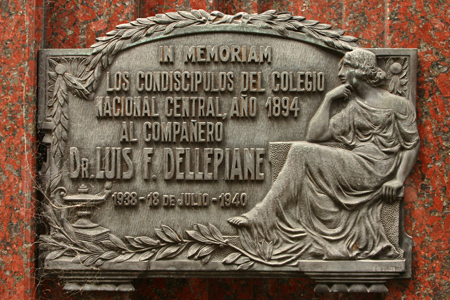 IN MEMORIAM
LOS CONDISCIPULOS DEL COLEGIO
NACIONAL CENTRAL, AÑO 1894
AL COMPAÑERO
DR. LUIS F. DELLEPIANE
1938 - 18 DE JULIO - 1940